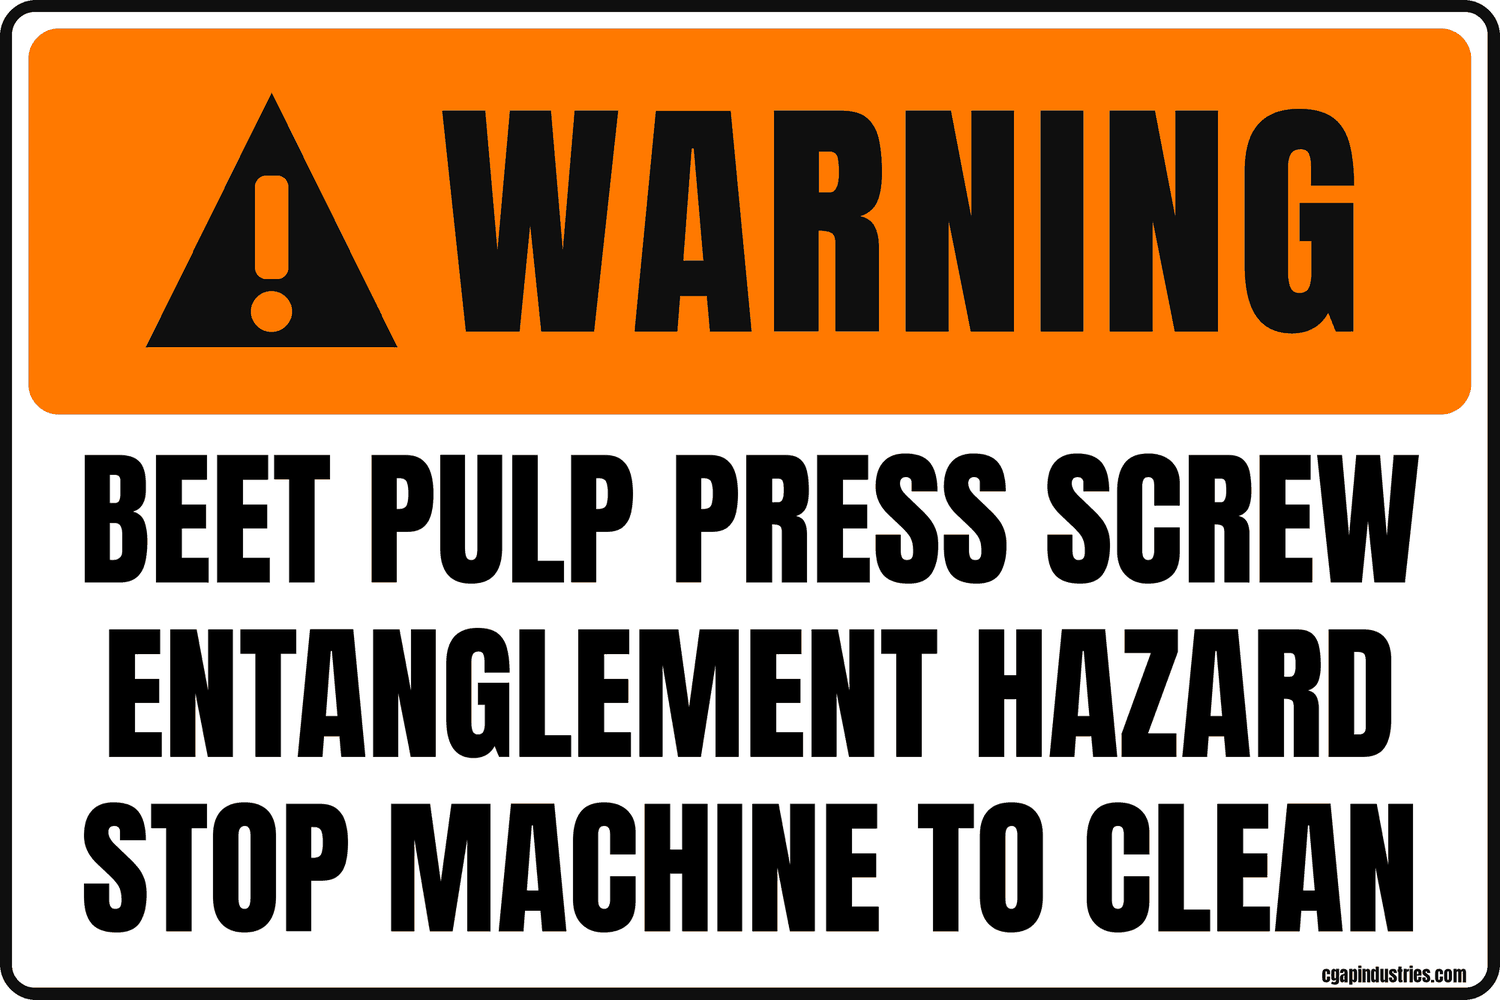 WARNING
BEET PULP PRESS SCREW
ENTANGLEMENT HAZARD
STOP MACHINE TO CLEAN
cgapindustries.com